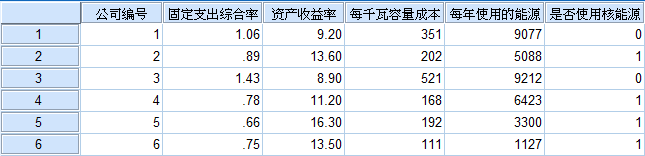 公司编号 固定支出综合率 资产收益率 每千瓦容量成本 每年使用的能源 是否使用核能源
1 1 1.06 9.20 351 9077 0
2 2 .89 13.60 202 5088 1
3 3 1.43 8.90 521 9212 0
4 4 .78 11.20 168 6423 1
5 5 .66 16.30 192 3300 1
6 6 .75 13.50 111 1127 1